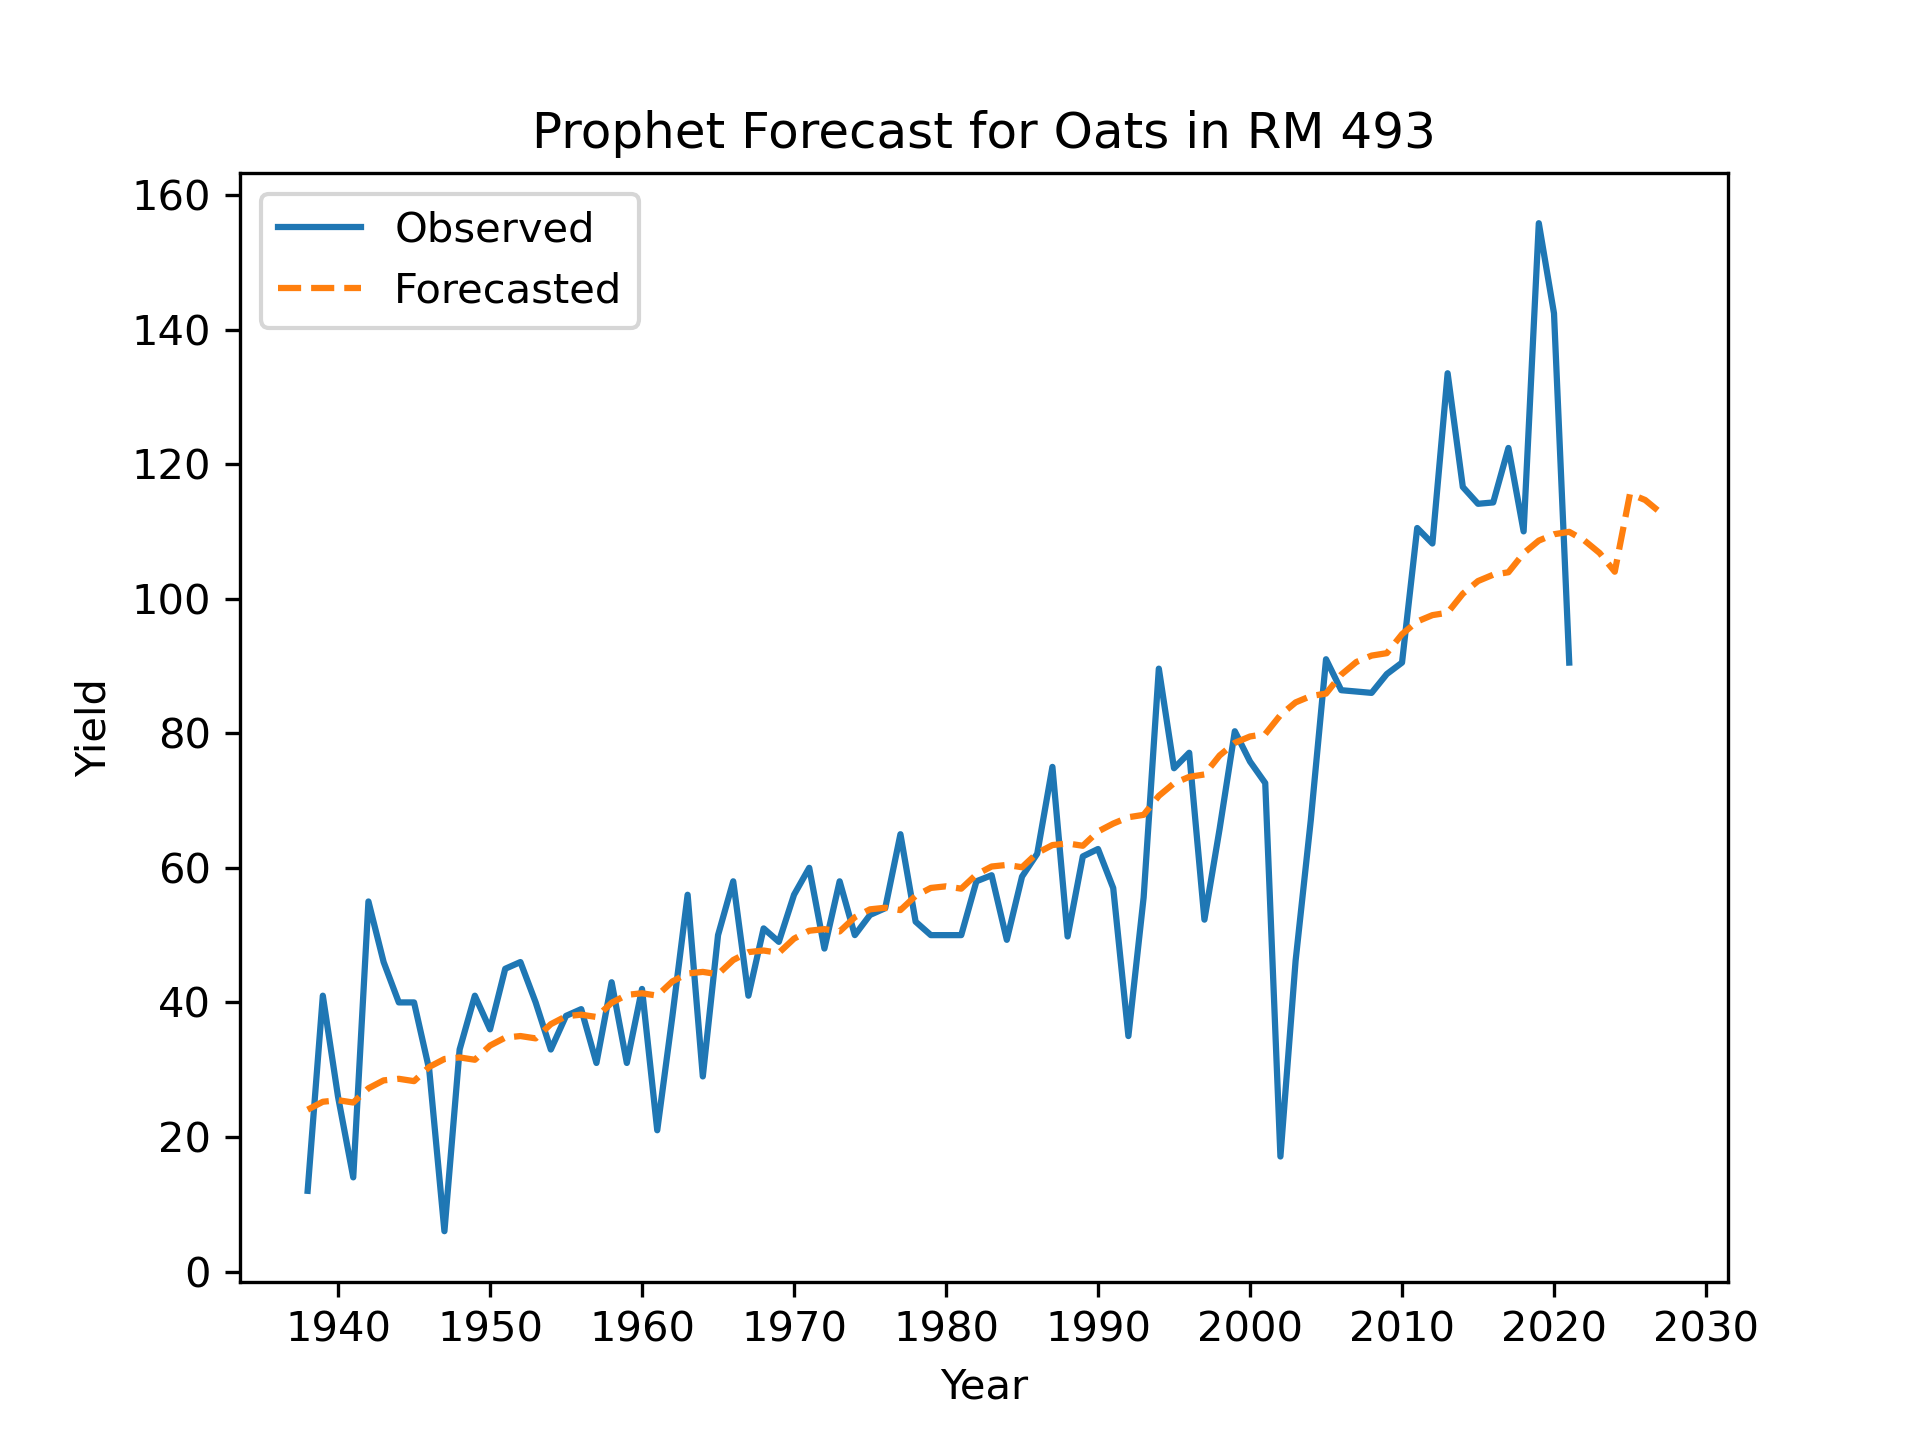 Prophet Forecast for Oats in RM 493
Observed
Forecasted
160
140
120
100
80
60
40
20
0
Yield
1940 1950 1960 1970 1980 1990 2000 2010 2020 2030
Year